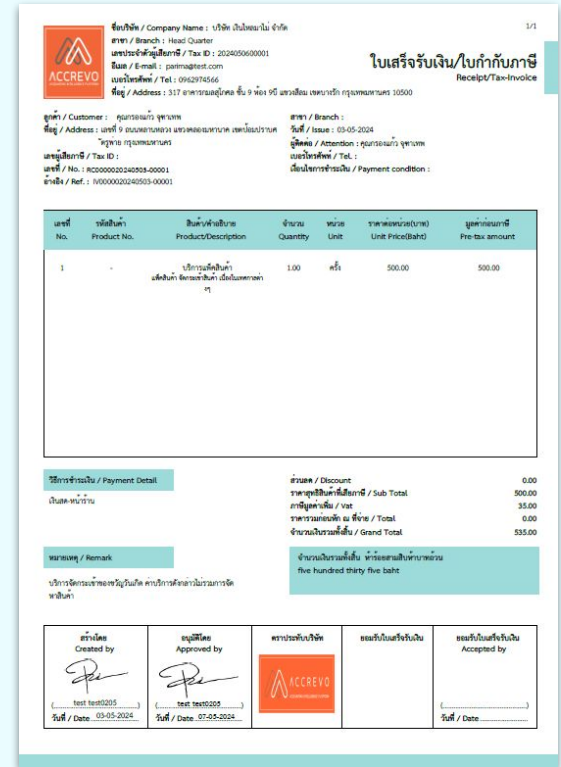 ACCREVO
ชื่อบริษัท / Company Name : บริษัท เงินไหลมาไม่ จำกัด
สาขา / Branch : Head Quarter
เลขประจำตัวผู้เสียภาษี / Tax ID : 2024050600001
อีเมล / E-mail : parima@test.com
เบอร์โทรศัพท์ / Tel : 0962974566
ที่อยู่ / Address : 317 อาคารกมลสุโกศล ชั้น 9 ห้อง 9บี แขวงสีลม เขตบางรัก กรุงเทพมหานคร 10500
1/1
ใบเสร็จรับเงิน/ใบกำกับภาษี
Receipt/Tax-Invoice
ลูกค้า / Customer : คุณกรองแก้ว จุฑาเทพ
ที่อยู่ / Address : เลขที่ 9 ถนนหลานหลวง แขวงคลองมหานาค เขตป้อมปราบศ
ัตรูพ่าย กรุงเทพมหานคร
เลขผู้เสียภาษี / Tax ID :
เลขที่ / No. : RC0000020240503-00001
อ้างอิง / Ref. : IV0000020240503-00001
สาขา / Branch :
วันที่ / Issue : 03-05-2024
ผู้ติดต่อ / Attention : คุณกรองแก้ว จุฑาเทพ
เบอร์โทรศัพท์ / Tel. :
เงื่อนไขการชำระเงิน / Payment condition :
เลขที่ รหัสสินค้า สินค้า/คำอธิบาย จำนวน หน่วย ราคาต่อหน่วย(บาท) มูลค่าก่อนภาษี
No. Product No. Product/Description Quantity Unit Unit Price(Baht) Pre-tax amount
1 - บริการแพ็คสินค้า 1.00 ครั้ง 500.00 500.00
แพ็คสินค้า จัดกระเช้าสินค้า เนื่องในเทศกาลต่า
งๆ
วิธีการชำระเงิน / Payment Detail
เงินสด-หน้าร้าน
ส่วนลด / Discount 0.00
ราคาสุทธิสินค้าที่เสียภาษี / Sub Total 500.00
ภาษีมูลค่าเพิ่ม / Vat 35.00
ราคารวมก่อนหัก ณ ที่จ่าย / Total 0.00
จำนวนเงินรวมทั้งสิ้น / Grand Total 535.00
หมายเหตุ / Remark
บริการจัดกระเช้าของขวัญวันเกิด ค่าบริการดังกล่าวไม่รวมการจัด
หาสินค้า
จำนวนเงินรวมทั้งสิ้น ห้าร้อยสามสิบห้าบาทถ้วน
five hundred thirty five baht
สร้างโดย
Created by
( test test0205 )
วันที่ / Date 03-05-2024
อนุมัติโดย
Approved by
( test test0205 )
วันที่ / Date 07-05-2024
ตราประทับบริษัท
ACCREVO
ยอมรับใบเสร็จรับเงิน
ยอมรับใบเสร็จรับเงิน
Accepted by
( )
วันที่ / Date